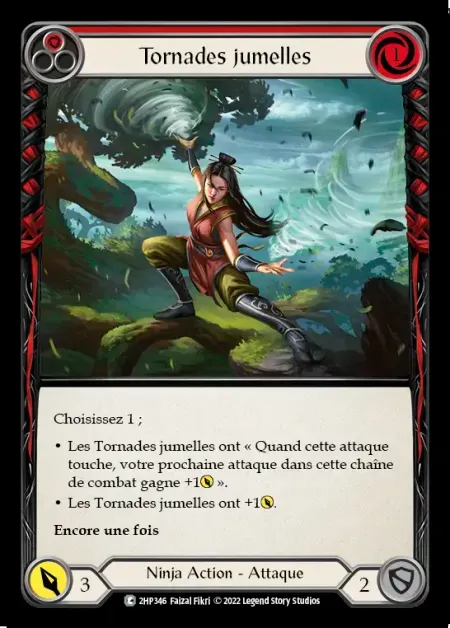 Tornades jumelles
1
Choisissez 1 ;
• Les Tornades jumelles ont « Quand cette attaque
touche, votre prochaine attaque dans cette chaîne
de combat gagne +1 ».
• Les Tornades jumelles ont +1.
Encore une fois
3
Ninja Action - Attaque
2
C 2HP346 Faizal Fikri © 2022 Legend Story Studios